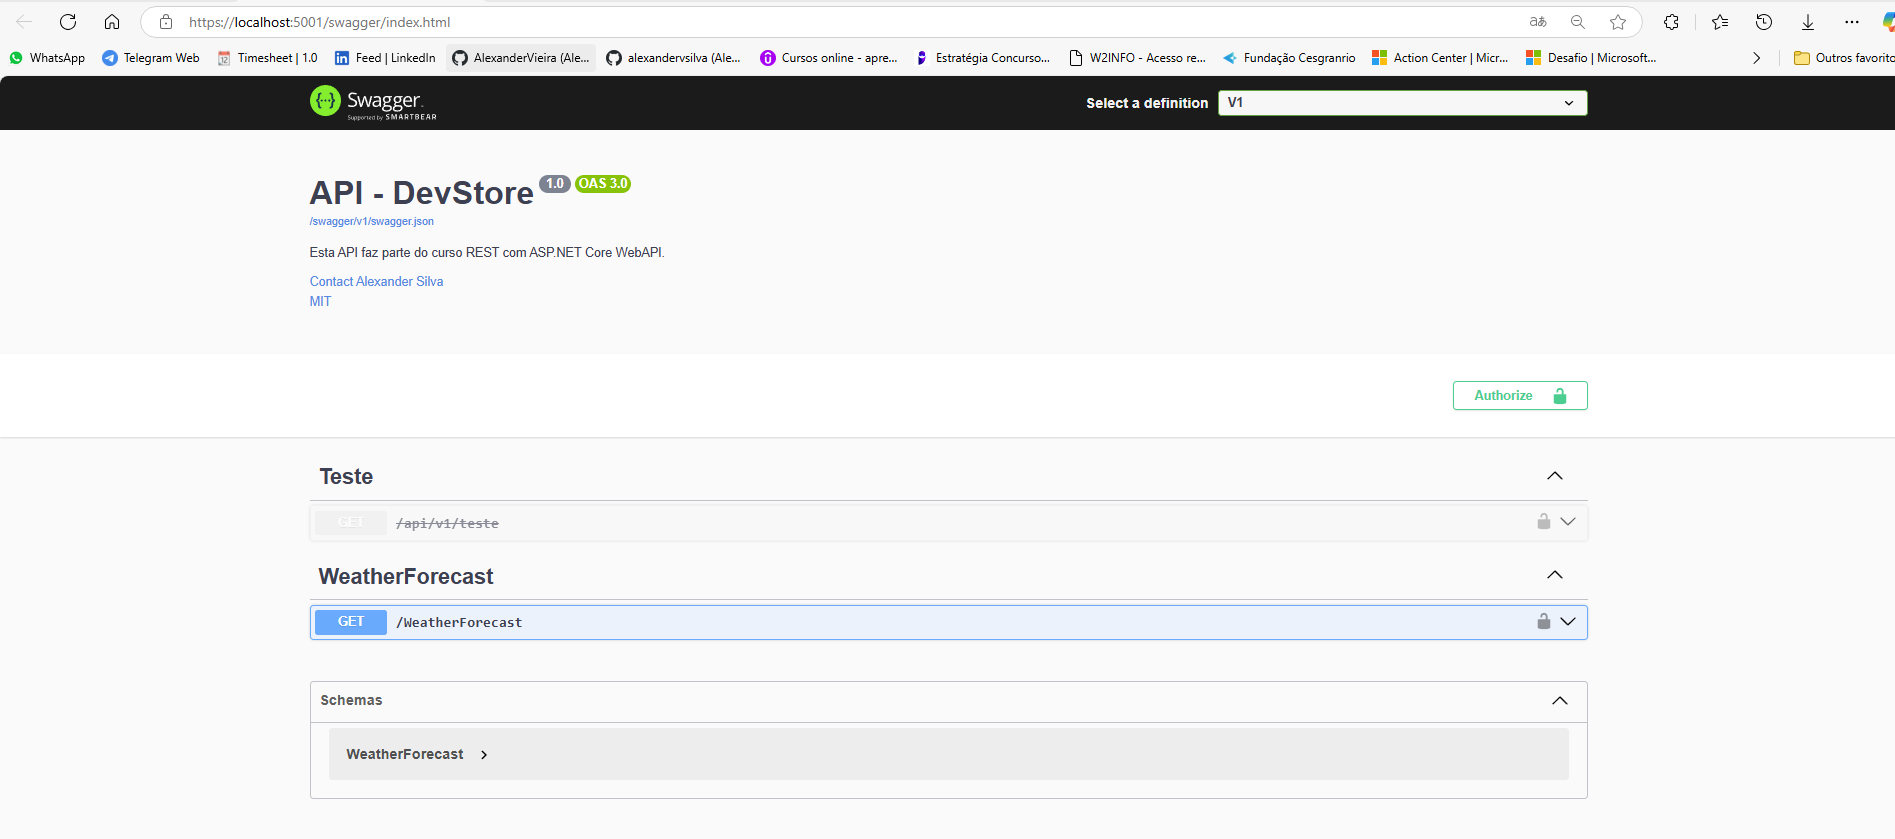 https://localhost:5001/swagger/index.html
aあ
WhatsApp Telegram Web Timesheet | 1.0 Feed | LinkedIn AlexanderVieira (Ale... alexandervsilva (Ale... Cursos online - apre... Estratégia Concurso... W2INFO - Acesso re... Fundação Cesgranrio Action Center | Micr... Desafio | Microsoft... Outros favorito
Swagger
Supported by SMARTBEAR
Select a definition V1
API - DevStore 1.0 OAS 3.0
/swagger/v1/swagger.json
Esta API faz parte do curso REST com ASP.NET Core WebAPI.
Contact Alexander Silva
MIT
Authorize
Teste
GET /api/v1/teste
WeatherForecast
GET /WeatherForecast
Schemas
WeatherForecast